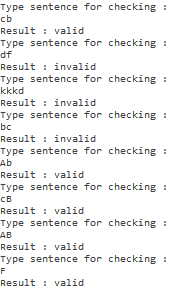 Type sentence for checking :
cb
Result : valid
Type sentence for checking :
df
Result : invalid
Type sentence for checking :
kkkd
Result : invalid
Type sentence for checking :
bc
Result : invalid
Type sentence for checking :
Ab
Result : valid
Type sentence for checking :
cB
Result : valid
Type sentence for checking :
AB
Result : valid
Type sentence for checking :
F
Result : valid